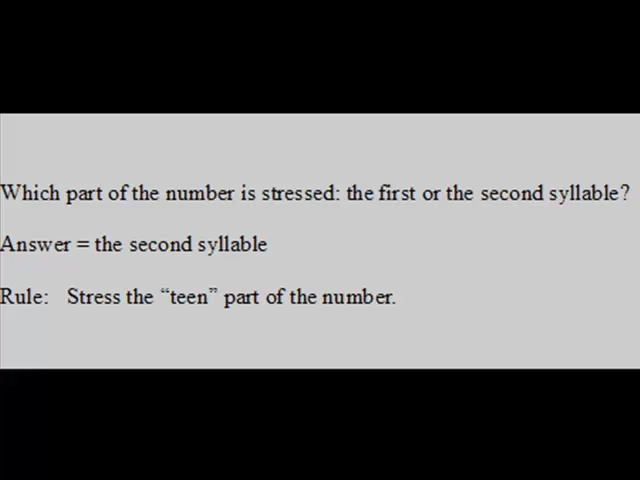 Which part of the number is stressed: the first or the second syllable?
Answer = the second syllable
Rule: Stress the “teen” part of the number.